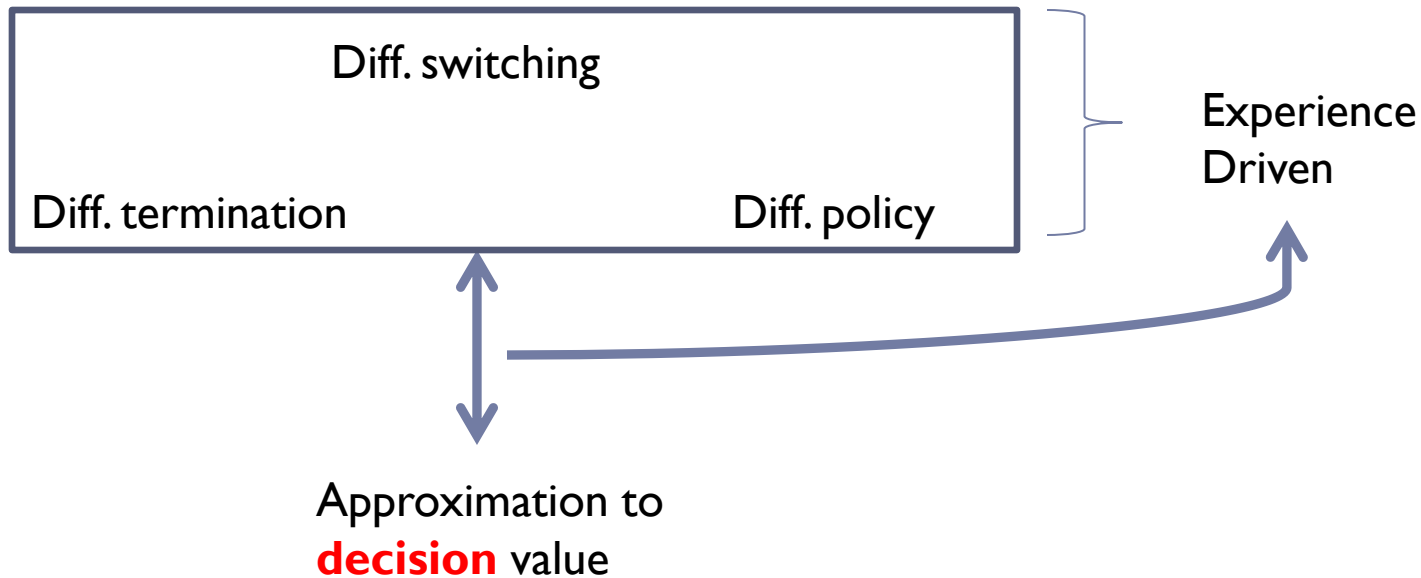 Diff. switching
Experience
Driven
Diff. termination
Diff. policy
Approximation to
decision value